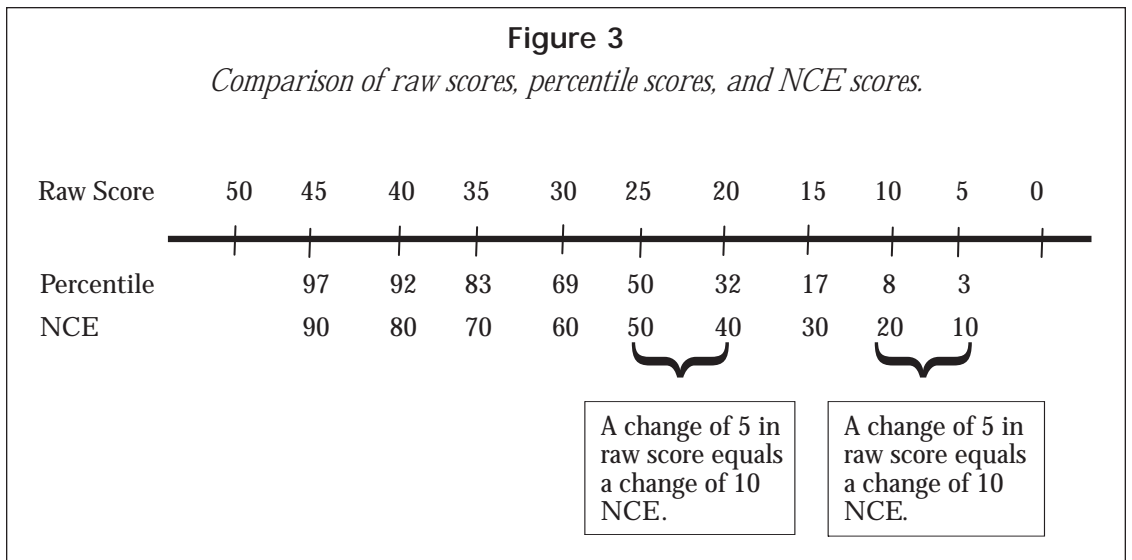 Figure 3
Comparison of raw scores, percentile scores, and NCE scores.
Raw Score 50 45 40 35 30 25 20 15 10 5 0
Percentile 97 92 83 69 50 32 17 8 3
NCE 90 80 70 60 50 40 30 20 10
A change of 5 in
raw score equals
a change of 10
NCE.
A change of 5 in
raw score equals
a change of 10
NCE.